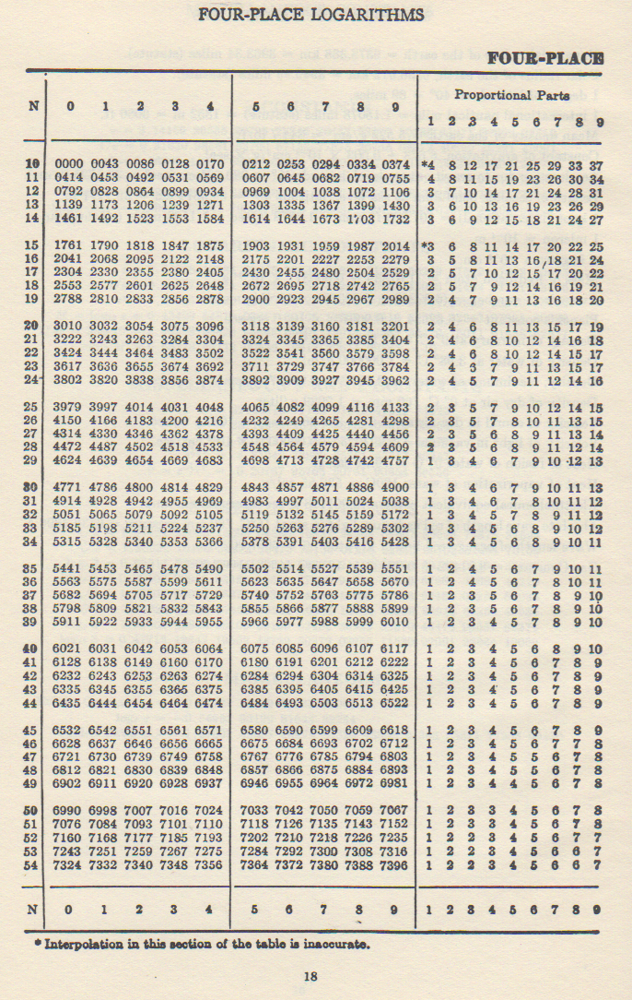 FOUR-PLACE LOGARITHMS
FOUR-PLACE
N 0 1 2 3 4 5 6 7 8 9 Proportional Parts
1 2 3 4 5 6 7 8 9
10 0000 0043 0086 0128 0170 0212 0253 0294 0334 0374 *4 8 12 17 21 25 29 33 37
11 0414 0453 0492 0531 0569 0607 0645 0682 0719 0755 4 8 11 15 19 23 26 30 34
12 0792 0828 0864 0899 0934 0969 1004 1038 1072 1106 3 7 10 14 17 21 24 28 31
13 1139 1173 1206 1239 1271 1303 1335 1367 1399 1430 3 6 10 13 16 19 23 26 29
14 1461 1492 1523 1553 1584 1614 1644 1673 1703 1732 3 6 9 12 15 18 21 24 27
15 1761 1790 1818 1847 1875 1903 1931 1959 1987 2014 *3 6 8 11 14 17 20 22 25
16 2041 2068 2095 2122 2148 2175 2201 2227 2253 2279 3 5 8 11 13 16 18 21 24
17 2304 2330 2355 2380 2405 2430 2455 2480 2504 2529 2 5 7 10 12 15 17 20 22
18 2553 2577 2601 2625 2648 2672 2695 2718 2742 2765 2 5 7 9 12 14 16 19 21
19 2788 2810 2833 2856 2878 2900 2923 2945 2967 2989 2 4 7 9 11 13 16 18 20
20 3010 3032 3054 3075 3096 3118 3139 3160 3181 3201 2 4 6 8 11 13 15 17 19
21 3222 3243 3263 3284 3304 3324 3345 3365 3385 3404 2 4 6 8 10 12 14 16 18
22 3424 3444 3464 3483 3502 3522 3541 3560 3579 3598 2 4 6 8 10 12 14 15 17
23 3617 3636 3655 3674 3692 3711 3729 3747 3766 3784 2 4 6 7 9 11 13 15 17
24 3802 3820 3838 3856 3874 3892 3909 3927 3945 3962 2 4 5 7 9 11 12 14 16
25 3979 3997 4014 4031 4048 4065 4082 4099 4116 4133 2 3 5 7 9 10 12 14 15
26 4150 4166 4183 4200 4216 4232 4249 4265 4281 4298 2 3 5 7 8 10 11 13 15
27 4314 4330 4346 4362 4378 4393 4409 4425 4440 4456 2 3 5 6 8 9 11 13 14
28 4472 4487 4502 4518 4533 4548 4564 4579 4594 4609 2 3 5 6 8 9 11 12 14
29 4624 4639 4654 4669 4683 4698 4713 4728 4742 4757 1 3 4 6 7 9 10 12 13
30 4771 4786 4800 4814 4829 4843 4857 4871 4886 4900 1 3 4 6 7 9 10 11 13
31 4914 4928 4942 4955 4969 4983 4997 5011 5024 5038 1 3 4 6 7 8 10 11 12
32 5051 5065 5079 5092 5105 5119 5132 5145 5159 5172 1 3 4 5 7 8 9 11 12
33 5185 5198 5211 5224 5237 5250 5263 5276 5289 5302 1 3 4 5 6 8 9 10 12
34 5315 5328 5340 5353 5366 5378 5391 5403 5416 5428 1 3 4 5 6 8 9 10 11
35 5441 5453 5465 5478 5490 5502 5514 5527 5539 5551 1 2 4 5 6 7 9 10 11
36 5563 5575 5587 5599 5611 5623 5635 5647 5658 5670 1 2 4 5 6 7 8 10 11
37 5682 5694 5705 5717 5729 5740 5752 5763 5775 5786 1 2 3 5 6 7 8 9 10
38 5798 5809 5821 5832 5843 5855 5866 5877 5888 5899 1 2 3 5 6 7 8 9 10
39 5911 5922 5933 5944 5955 5966 5977 5988 5999 6010 1 2 3 4 5 7 8 9 10
40 6021 6031 6042 6053 6064 6075 6085 6096 6107 6117 1 2 3 4 5 6 8 9 10
41 6128 6138 6149 6160 6170 6180 6191 6201 6212 6222 1 2 3 4 5 6 7 8 9
42 6232 6243 6253 6263 6274 6284 6294 6304 6314 6325 1 2 3 4 5 6 7 8 9
43 6335 6345 6355 6365 6375 6385 6395 6405 6415 6425 1 2 3 4 5 6 7 8 9
44 6435 6444 6454 6464 6474 6484 6493 6503 6513 6522 1 2 3 4 5 6 7 8 9
45 6532 6542 6551 6561 6571 6580 6590 6599 6609 6618 1 2 3 4 5 6 7 8 9
46 6628 6637 6646 6656 6665 6675 6684 6693 6702 6712 1 2 3 4 5 6 7 7 8
47 6721 6730 6739 6749 6758 6767 6776 6785 6794 6803 1 2 3 4 5 5 6 7 8
48 6812 6821 6830 6839 6848 6857 6866 6875 6884 6893 1 2 3 4 5 5 6 7 8
49 6902 6911 6920 6928 6937 6946 6955 6964 6972 6981 1 2 3 4 4 5 6 7 8
50 6990 6998 7007 7016 7024 7033 7042 7050 7059 7067 1 2 3 3 4 5 6 7 8
51 7076 7084 7093 7101 7110 7118 7126 7135 7143 7152 1 2 3 3 4 5 6 7 8
52 7160 7168 7177 7185 7193 7202 7210 7218 7226 7235 1 2 2 3 4 5 6 7 7
53 7243 7251 7259 7267 7275 7284 7292 7300 7308 7316 1 2 2 3 4 5 6 6 7
54 7324 7332 7340 7348 7356 7364 7372 7380 7388 7396 1 2 2 3 4 5 6 6 7
N 0 1 2 3 4 5 6 7 8 9 1 2 3 4 5 6 7 8 9
* Interpolation in this section of the table is inaccurate.
18